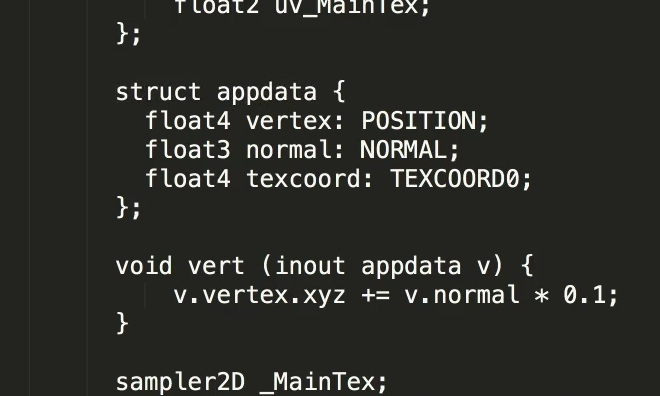 float2 uv_MainTex;
};
struct appdata {
float4 vertex: POSITION;
float3 normal: NORMAL;
float4 texcoord: TEXCOORD0;
};
void vert (inout appdata v) {
v.vertex.xyz += v.normal * 0.1;
}
sampler2D _MainTex;